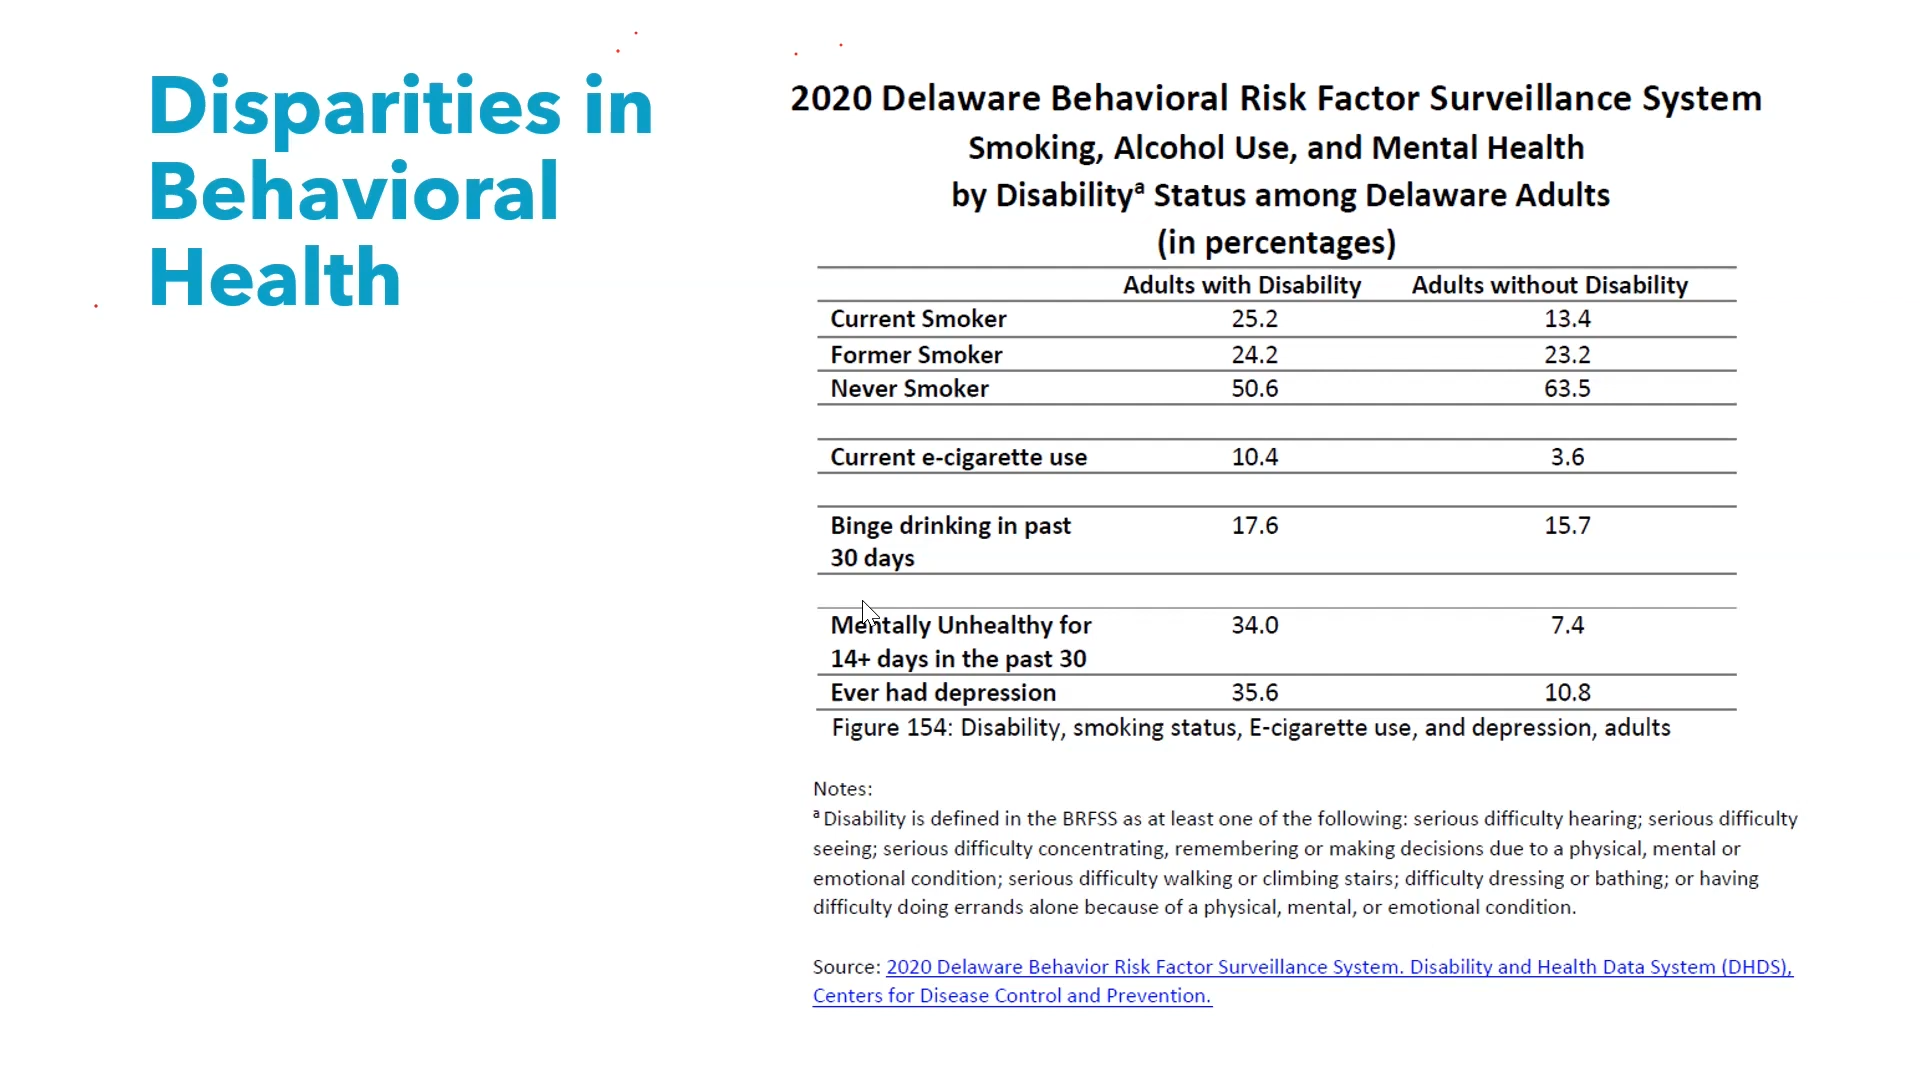 Disparities in
Behavioral
Health
2020 Delaware Behavioral Risk Factor Surveillance System
Smoking, Alcohol Use, and Mental Health
by Disabilityᵃ Status among Delaware Adults
(in percentages)
Adults with Disability Adults without Disability
Current Smoker 25.2 13.4
Former Smoker 24.2 23.2
Never Smoker 50.6 63.5
Current e-cigarette use 10.4 3.6
Binge drinking in past 17.6 15.7
30 days
Mentally Unhealthy for 34.0 7.4
14+ days in the past 30
Ever had depression 35.6 10.8
Figure 154: Disability, smoking status, E-cigarette use, and depression, adults
Notes:
ᵃ Disability is defined in the BRFSS as at least one of the following: serious difficulty hearing; serious difficulty
seeing; serious difficulty concentrating, remembering or making decisions due to a physical, mental or
emotional condition; serious difficulty walking or climbing stairs; difficulty dressing or bathing; or having
difficulty doing errands alone because of a physical, mental, or emotional condition.
Source: 2020 Delaware Behavior Risk Factor Surveillance System. Disability and Health Data System (DHDS),
Centers for Disease Control and Prevention.